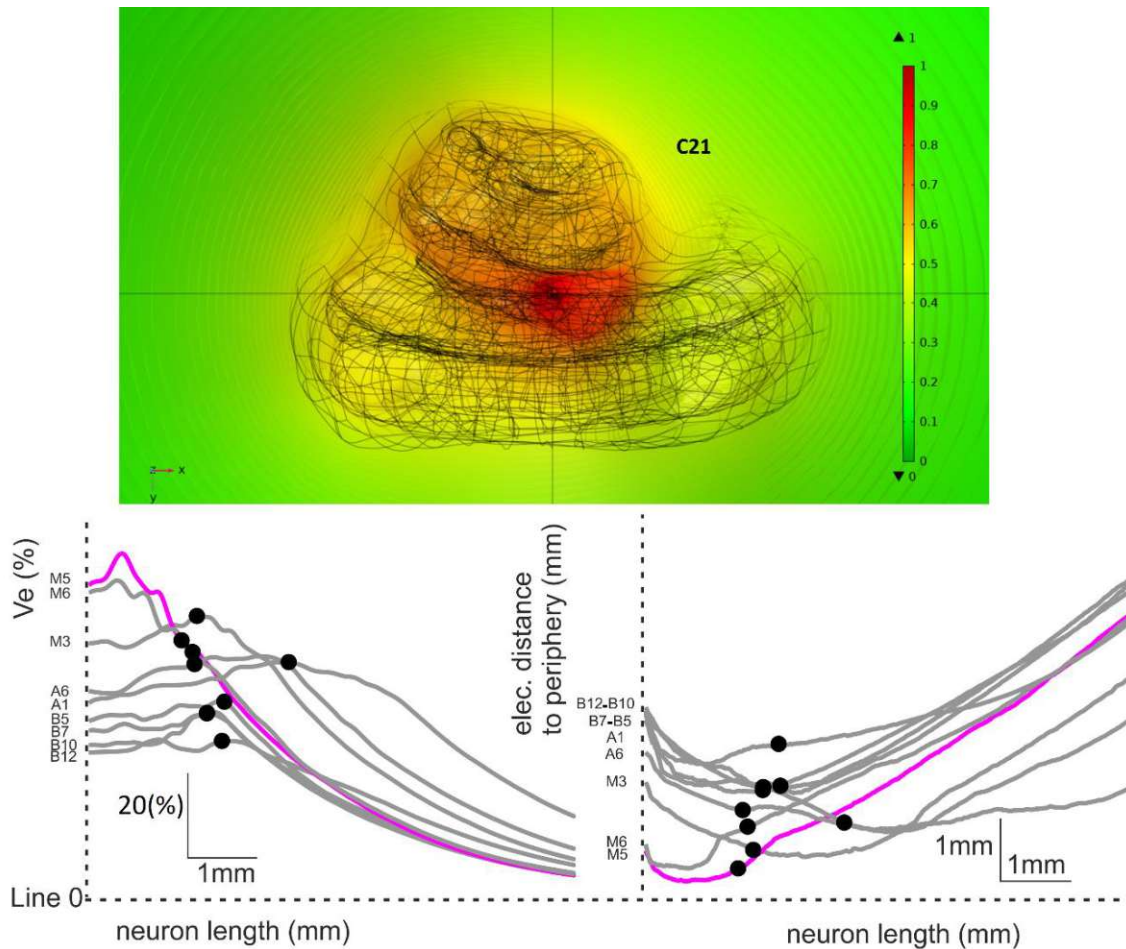 C21
▲ 1
1
0.9
0.8
0.7
0.6
0.5
0.4
0.3
0.2
0.1
0
▼ 0
z x
y
Ve (%)
M5
M6
M3
A6
A1
B5
B7
B10
B12
20(%)
1mm
Line 0
neuron length (mm)
elec. distance
to periphery (mm)
B12-B10
B7-B5
A1
A6
M3
M6
M5
1mm
1mm
neuron length (mm)